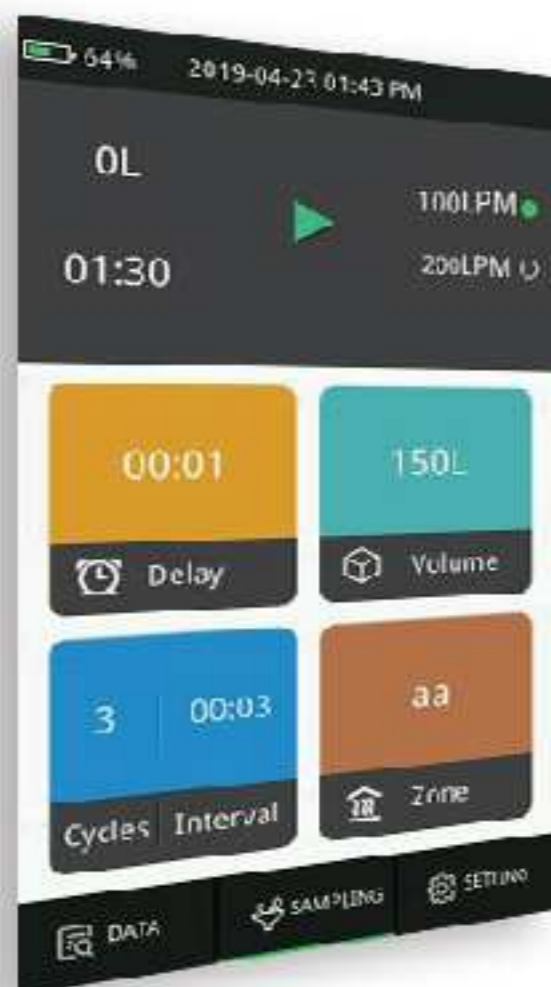 64% 2019-04-23 01:43 PM
0L
100LPM
01:30
200LPM
00:01
150L
Delay
Volume
3 00:03
aa
Cycles Interval
Zone
DATA SAMPLING SETTING